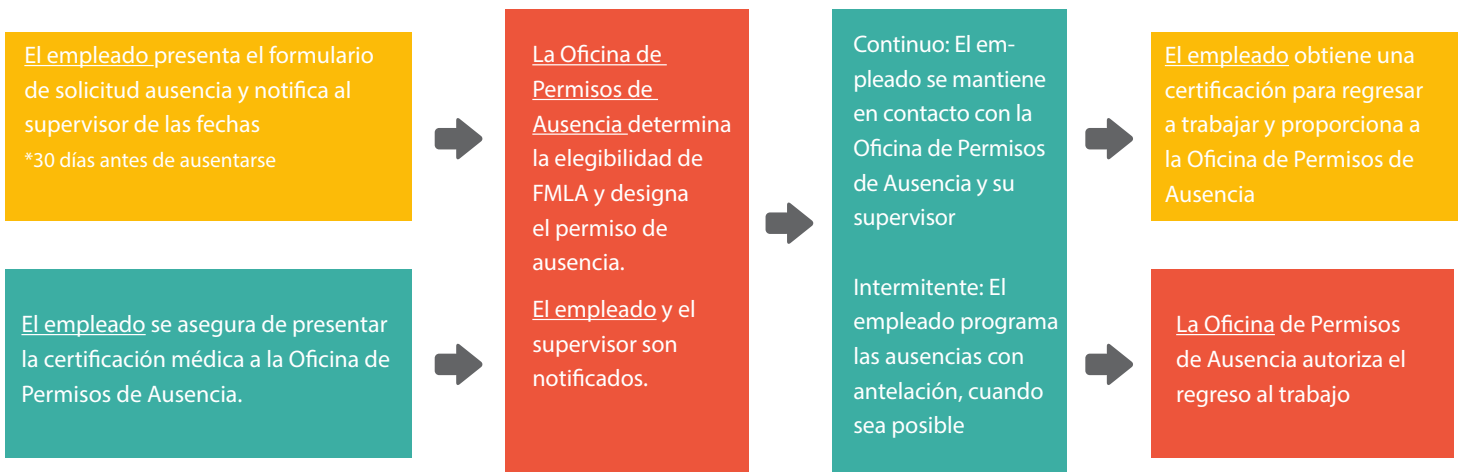 El empleado presenta el formulario
de solicitud ausencia y notifica al
supervisor de las fechas
*30 días antes de ausentarse
El empleado se asegura de presentar
la certificación médica a la Oficina de
Permisos de Ausencia.
La Oficina de
Permisos de
Ausencia determina
la elegibilidad de
FMLA y designa
el permiso de
ausencia.
El empleado y el
supervisor son
notificados.
Continuo: El em-
pleado se mantiene
en contacto con la
Oficina de Permisos
de Ausencia y su
supervisor
Intermitente: El
empleado programa
las ausencias con
antelación, cuando
sea posible
El empleado obtiene una
certificación para regresar
a trabajar y proporciona a
la Oficina de Permisos de
Ausencia
La Oficina de Permisos
de Ausencia autoriza el
regreso al trabajo